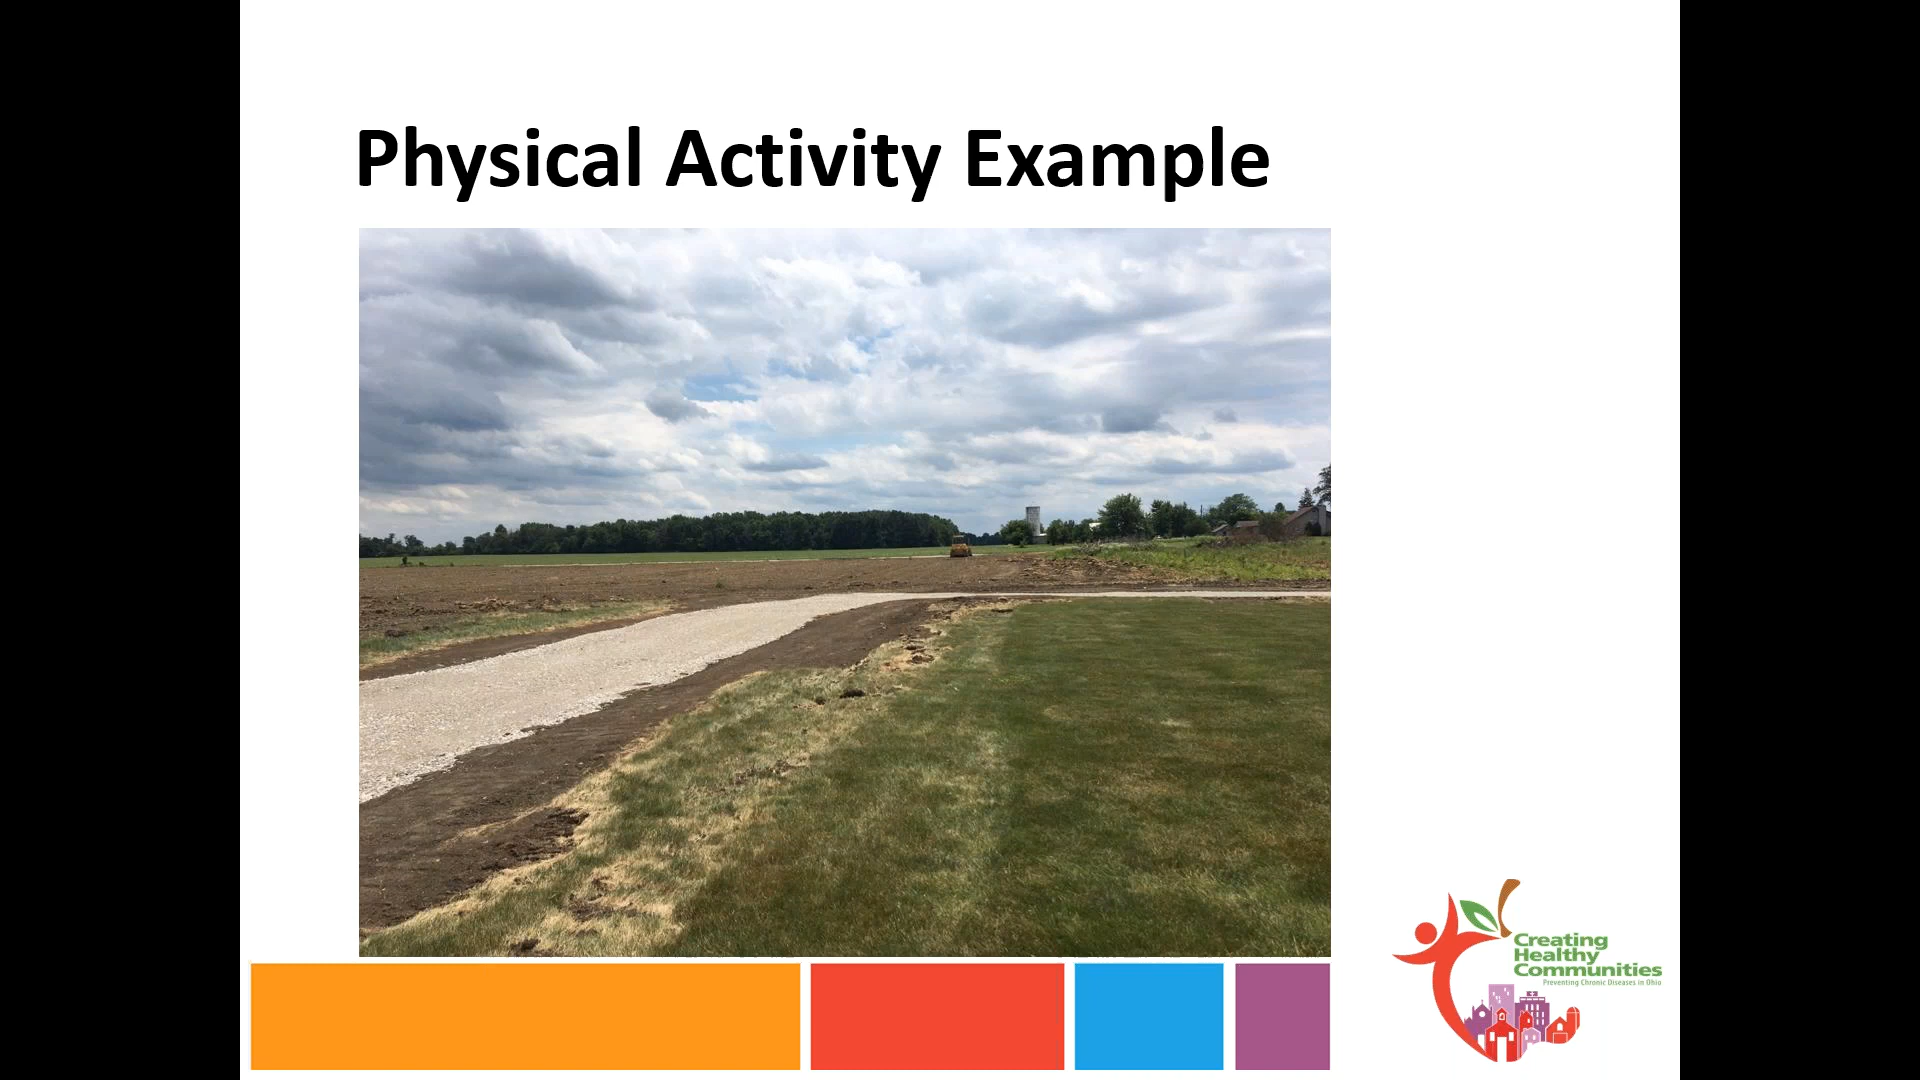 Physical Activity Example
Creating
Healthy
Communities
Preventing Chronic Diseases in Ohio